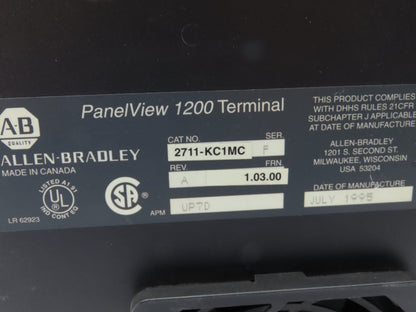 A·B
QUALITY
ALLEN-BRADLEY
MADE IN CANADA
PanelView 1200 Terminal
CAT NO.
SER.
2711-KC1MC
F
REV.
FRN.
A
1.03.00
APM
UP7D
LISTED A191
UL
IND CONT EQ
LR 62923
THIS PRODUCT COMPLIES
WITH DHHS RULES 21CFR
SUBCHAPTER J APPLICABLE
AT DATE OF MANUFACTURE
ALLEN-BRADLEY
1201 S. SECOND ST.
MILWAUKEE, WISCONSIN
USA 53204
DATE OF MANUFACTURE
JULY 1995